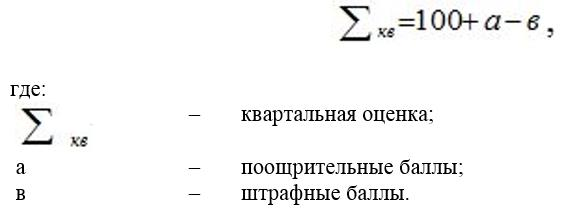 ∑ кв=100+а–в,
где:
∑ кв – квартальная оценка;
а – поощрительные баллы;
в – штрафные баллы.